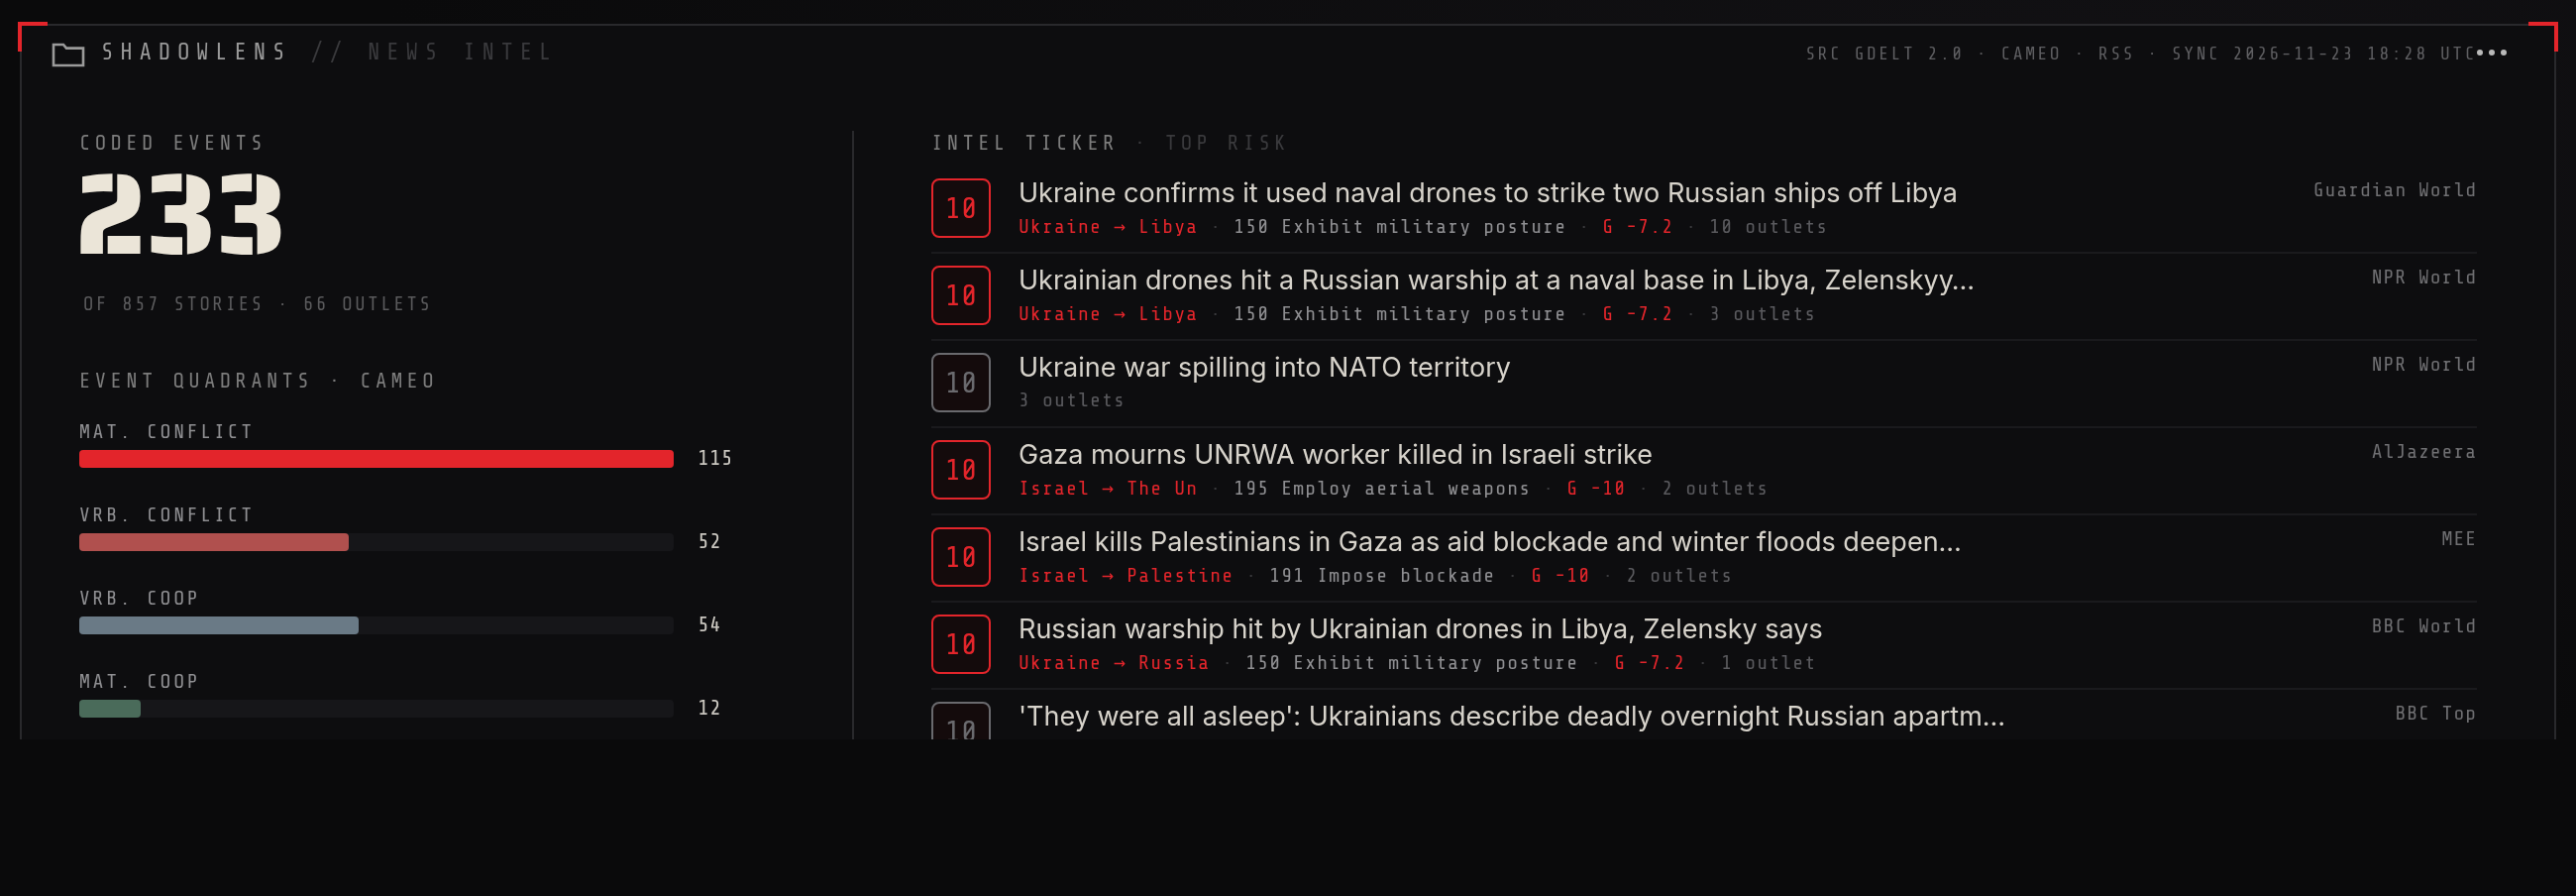 SHADOWLENS // NEWS INTEL
SRC GDELT 2.0 · CAMEO · RSS · SYNC 2026-11-23 18:28 UTC•••
CODED EVENTS
233
OF 857 STORIES · 66 OUTLETS
EVENT QUADRANTS · CAMEO
MAT. CONFLICT
115
VRB. CONFLICT
52
VRB. COOP
54
MAT. COOP
12
INTEL TICKER · TOP RISK
10 Ukraine confirms it used naval drones to strike two Russian ships off Libya Guardian World
Ukraine → Libya · 150 Exhibit military posture · G -7.2 · 10 outlets
10 Ukrainian drones hit a Russian warship at a naval base in Libya, Zelenskyy... NPR World
Ukraine → Libya · 150 Exhibit military posture · G -7.2 · 3 outlets
10 Ukraine war spilling into NATO territory NPR World
3 outlets
10 Gaza mourns UNRWA worker killed in Israeli strike AlJazeera
Israel → The Un · 195 Employ aerial weapons · G -10 · 2 outlets
10 Israel kills Palestinians in Gaza as aid blockade and winter floods deepen... MEE
Israel → Palestine · 191 Impose blockade · G -10 · 2 outlets
10 Russian warship hit by Ukrainian drones in Libya, Zelensky says BBC World
Ukraine → Russia · 150 Exhibit military posture · G -7.2 · 1 outlet
10 'They were all asleep': Ukrainians describe deadly overnight Russian apartm... BBC Top